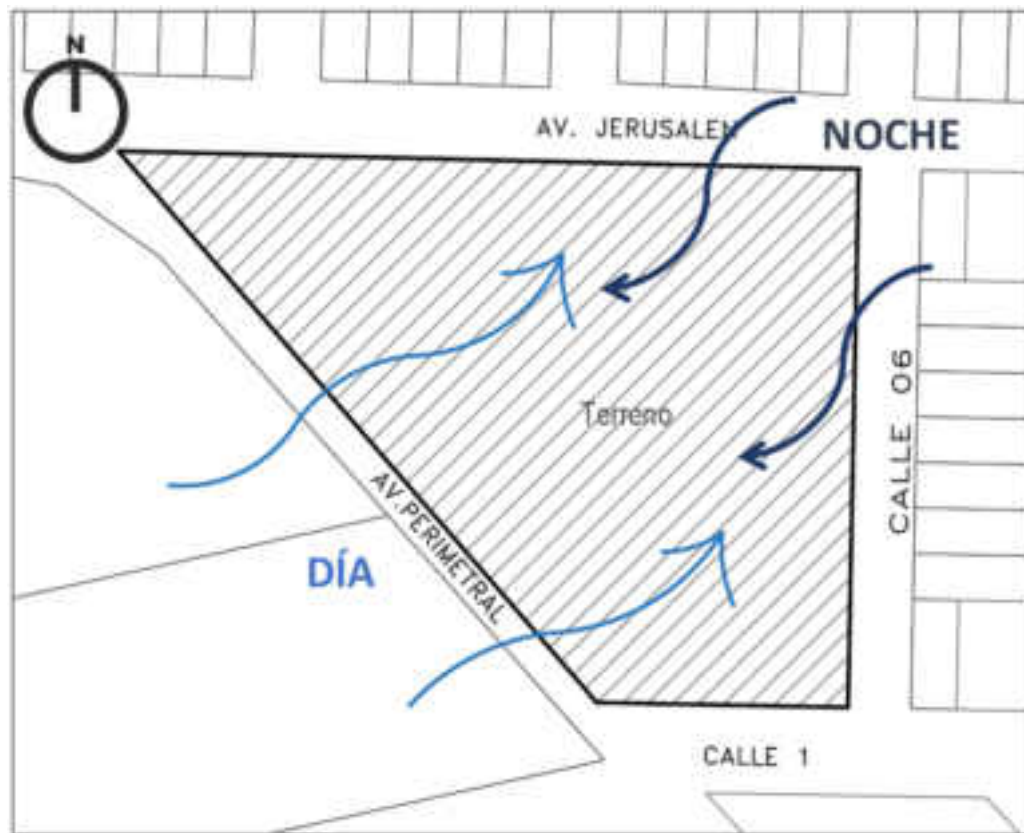 N
AV. JERUSALEN
NOCHE
Terreno
CALLE 06
AV.PERIMETRAL
DÍA
CALLE 1